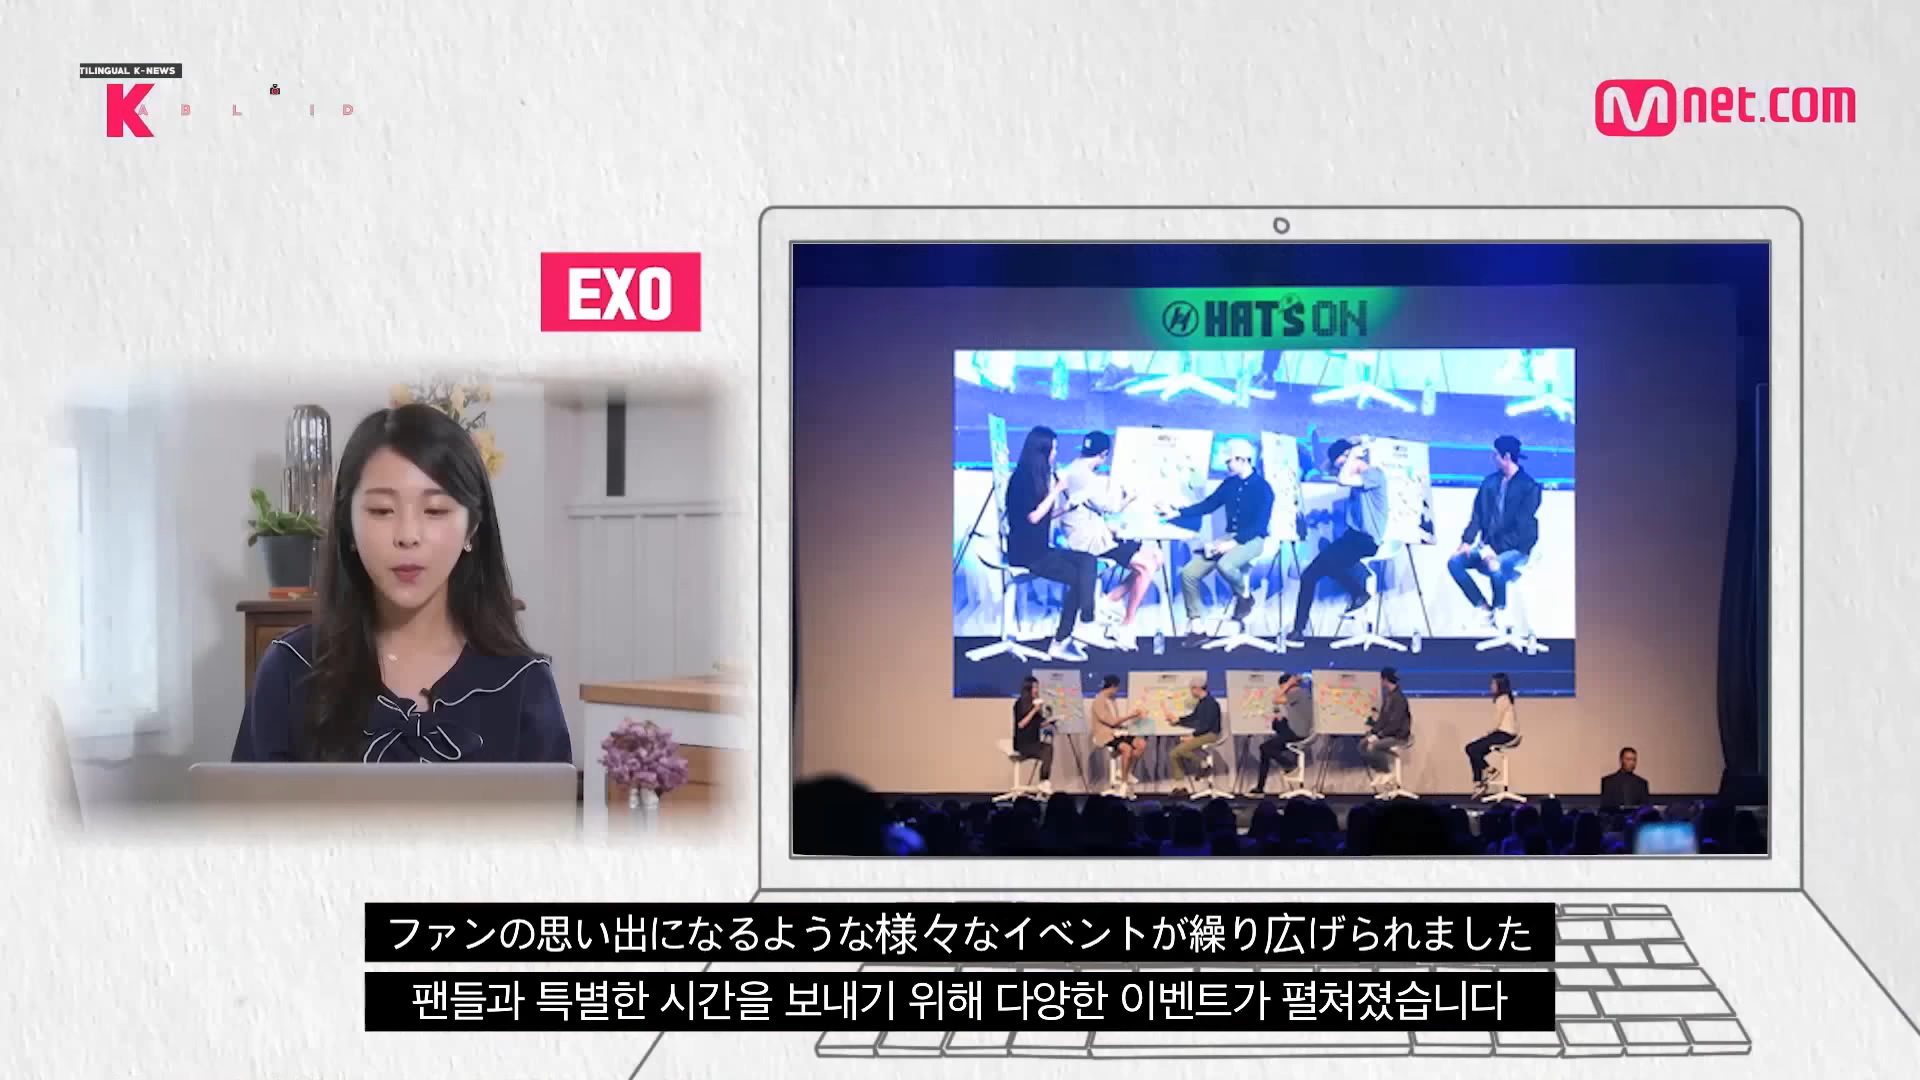 TILINGUAL K-NEWS
KABLOID
Mnet.com
EXO
HAT'S ON
ファンの思い出になるような様々なイベントが繰り広げられました
팬들과 특별한 시간을 보내기 위해 다양한 이벤트가 펼쳐졌습니다